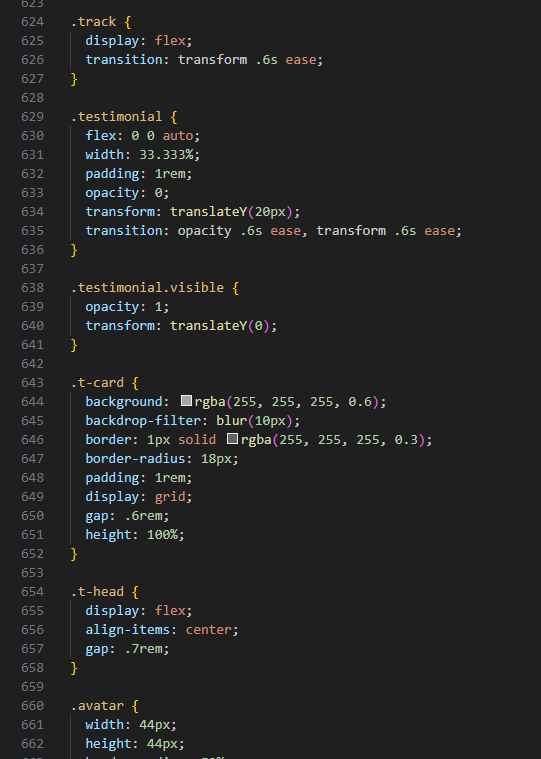 623
624 .track {
625 display: flex;
626 transition: transform .6s ease;
627 }
628
629 .testimonial {
630 flex: 0 0 auto;
631 width: 33.333%;
632 padding: 1rem;
633 opacity: 0;
634 transform: translateY(20px);
635 transition: opacity .6s ease, transform .6s ease;
636 }
637
638 .testimonial.visible {
639 opacity: 1;
640 transform: translateY(0);
641 }
642
643 .t-card {
644 background: rgba(255, 255, 255, 0.6);
645 backdrop-filter: blur(10px);
646 border: 1px solid rgba(255, 255, 255, 0.3);
647 border-radius: 18px;
648 padding: 1rem;
649 display: grid;
650 gap: .6rem;
651 height: 100%;
652 }
653
654 .t-head {
655 display: flex;
656 align-items: center;
657 gap: .7rem;
658 }
659
660 .avatar {
661 width: 44px;
662 height: 44px;